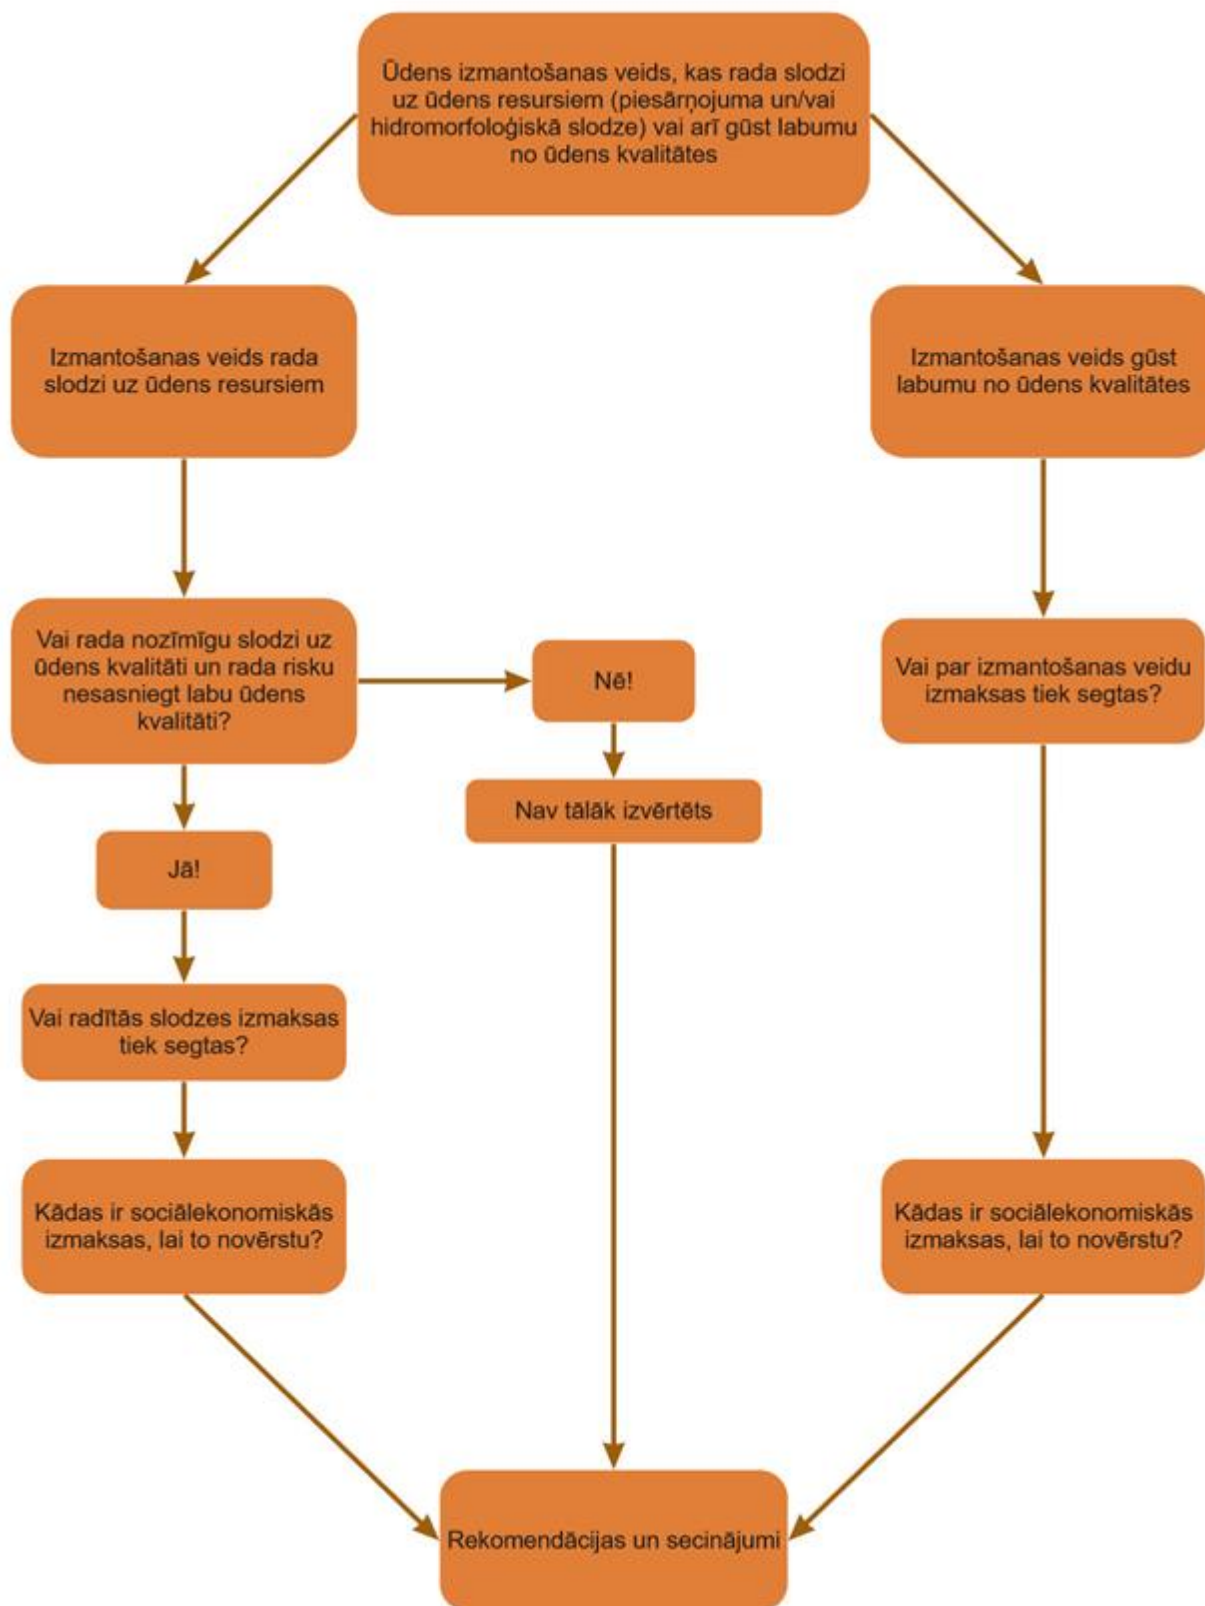 Ūdens izmantošanas veids, kas rada slodzi
uz ūdens resursiem (piesārņojuma un/vai
hidromorfoloģiskā slodze) vai arī gūst labumu
no ūdens kvalitātes
Izmantošanas veids rada
slodzi uz ūdens resursiem
Izmantošanas veids gūst
labumu no ūdens kvalitātes
Vai rada nozīmīgu slodzi uz
ūdens kvalitāti un rada risku
nesasniegt labu ūdens
kvalitāti?
Nē!
Vai par izmantošanas veidu
izmaksas tiek segtas?
Nav tālāk izvērtēts
Jā!
Vai radītās slodzes izmaksas
tiek segtas?
Kādas ir sociālekonomiskās
izmaksas, lai to novērstu?
Kādas ir sociālekonomiskās
izmaksas, lai to novērstu?
Rekomendācijas un secinājumi